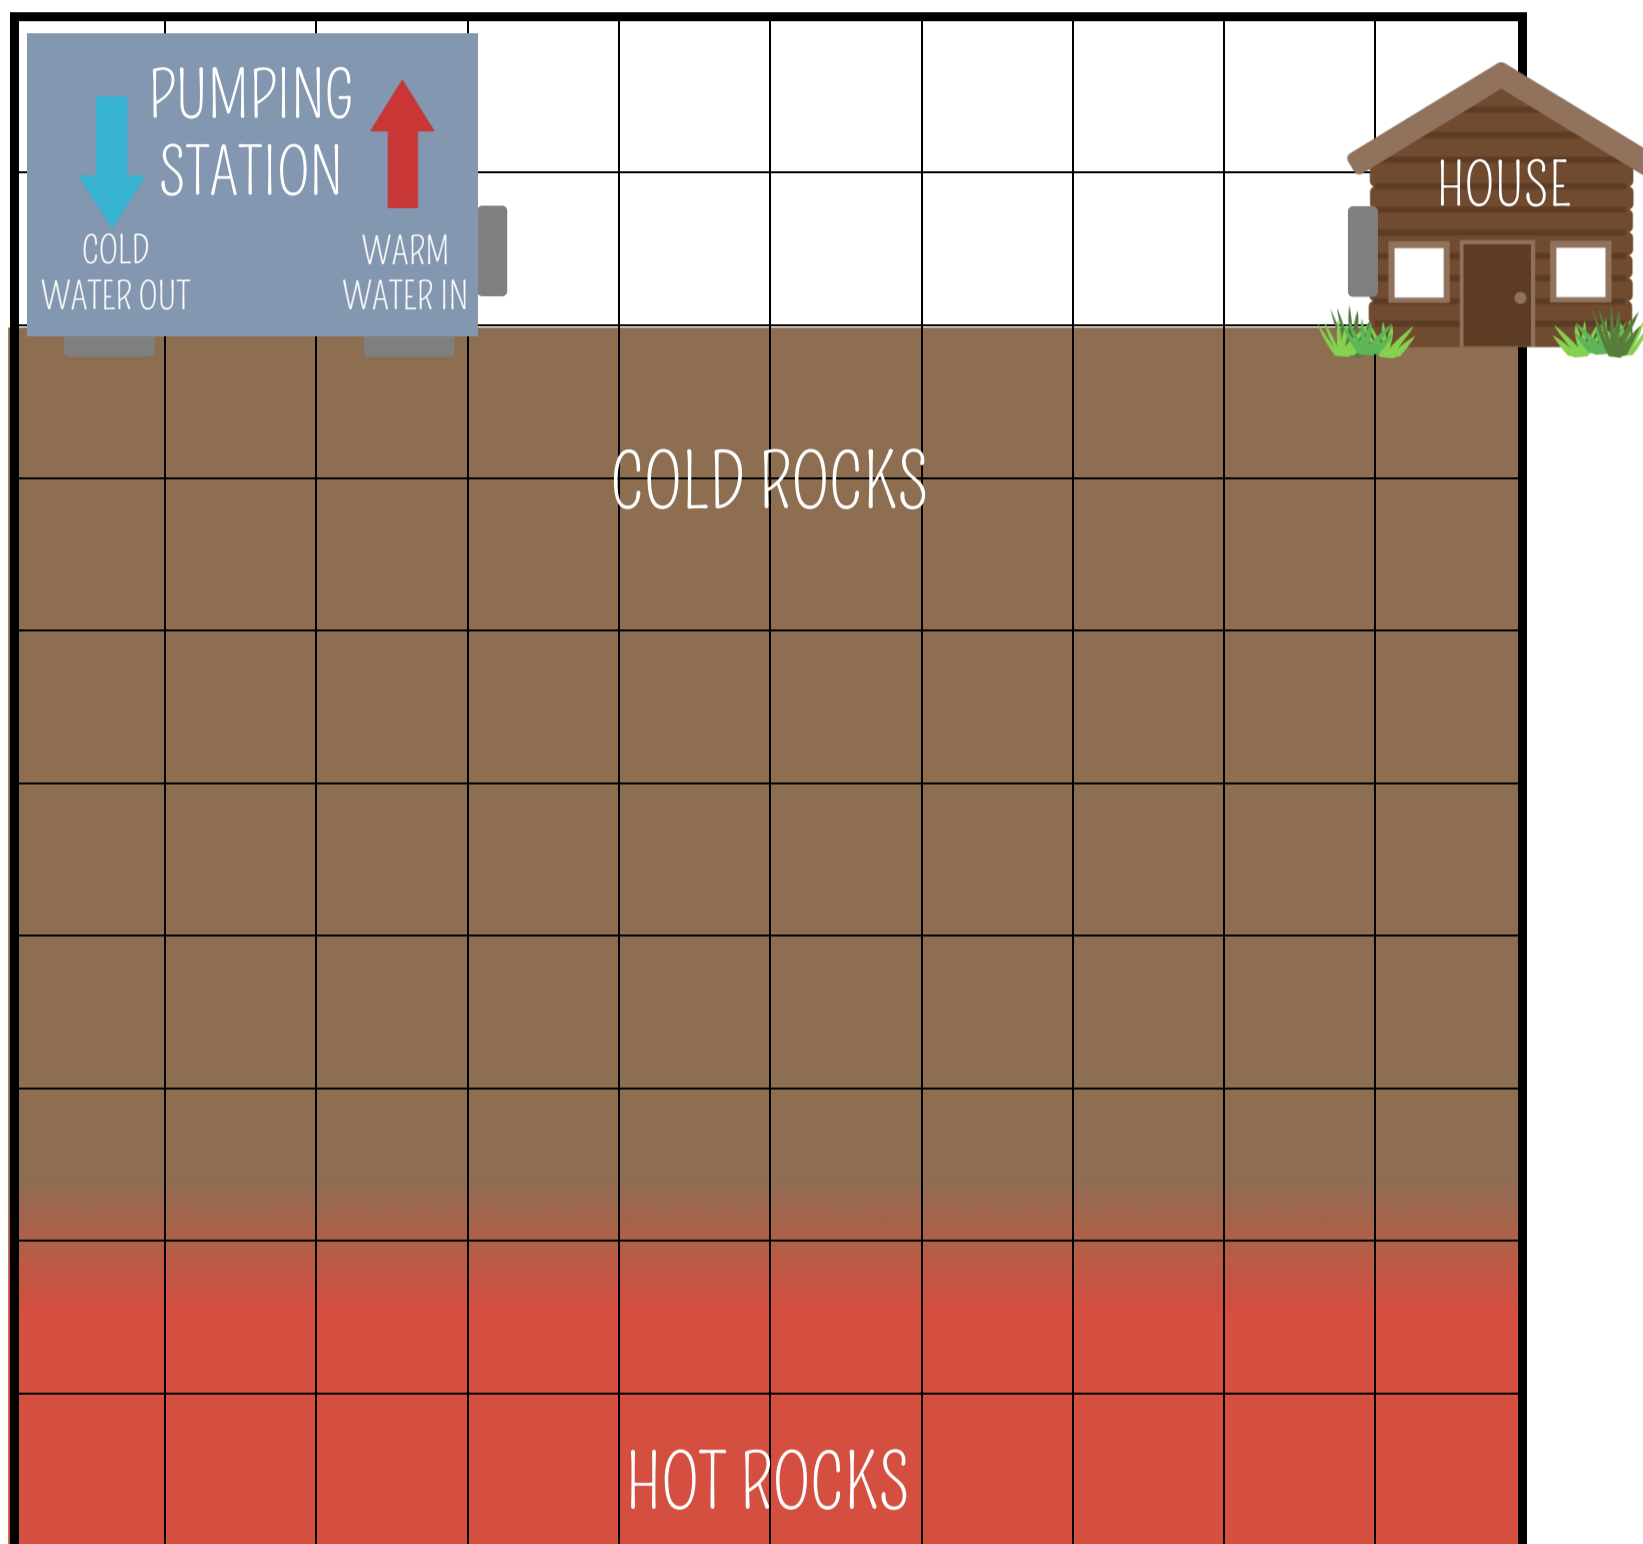 PUMPING
STATION
COLD
WATER OUT
WARM
WATER IN
HOUSE
COLD ROCKS
HOT ROCKS